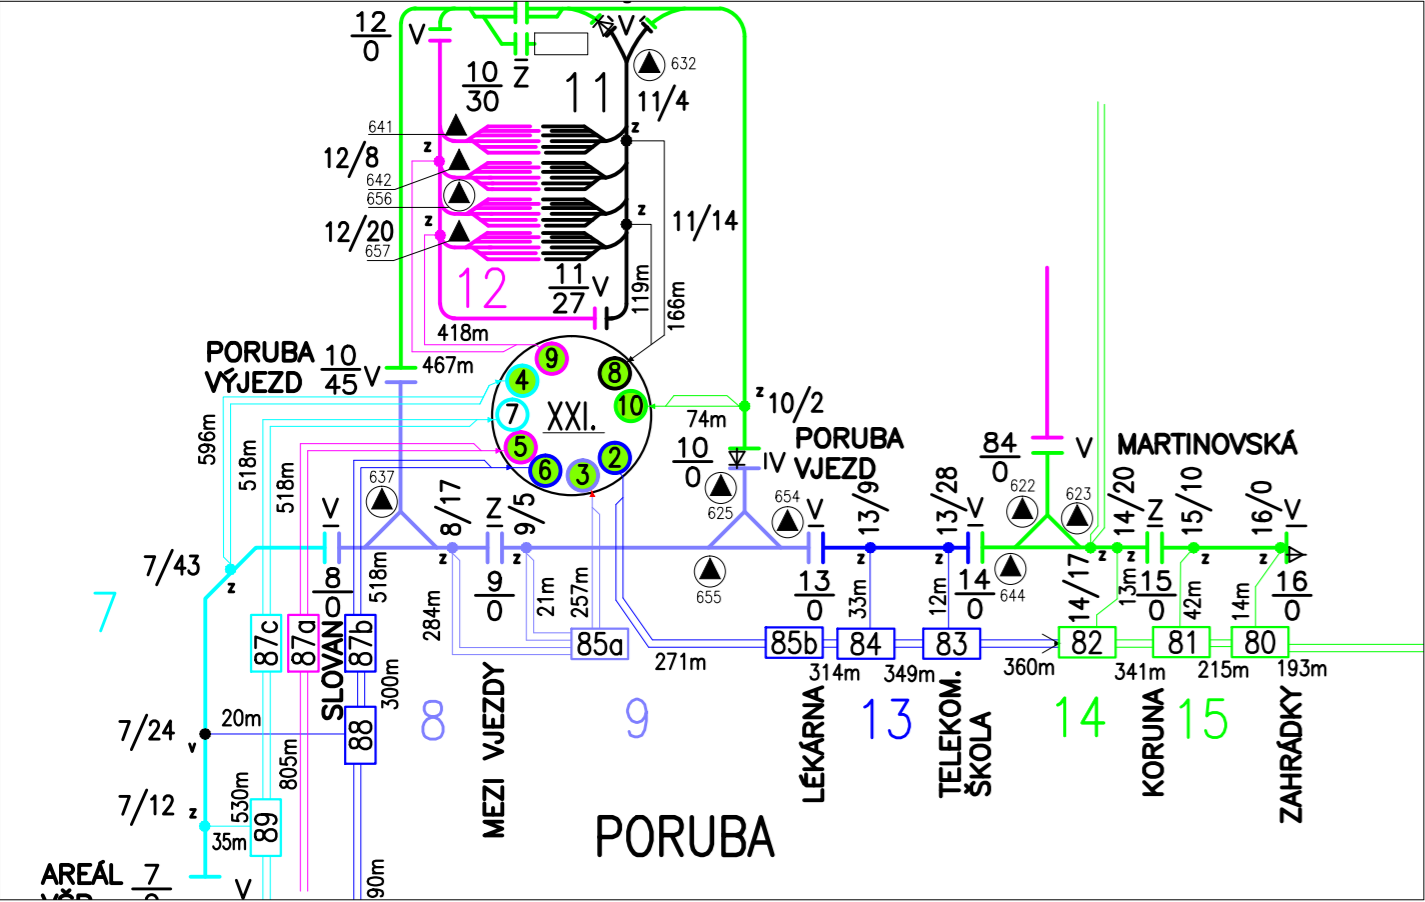 12
0
V
V
632
10
30
Z
11
11/4
641
z
z
12/8
642
656
z
z
12/20
657
11/14
12
11
27
V
119m
166m
418m
467m
PORUBA
VÝJEZD
10
45
V
9
8
4
10
7
XXI.
5
6
3
2
74m
z
10/2
596m
518m
518m
637
10
0
IV
PORUBA
VJEZD
625
654
V
13/9
13/28
V
84
0
V
MARTINOVSKÁ
622
623
14/20
Z
15/10
16/0
V
V
8/17
Z
9/5
7/43
z
7
8
0
518m
z
9
0
z
21m
257m
284m
655
13
0
33m
z
12m
14
0
644
14/17
z
z
13m
15
0
z
42m
14m
z
16
0
87c
87a
SLOVAN
87b
300m
85a
271m
85b
314m
84
349m
83
360m
82
341m
81
215m
80
193m
7/24
v
20m
88
8
MEZI VJEZDY
9
LÉKÁRNA
13
TELEKOM.
ŠKOLA
14
KORUNA
15
ZAHRÁDKY
805m
7/12
z
530m
35m
89
PORUBA
AREÁL
7
V
90m